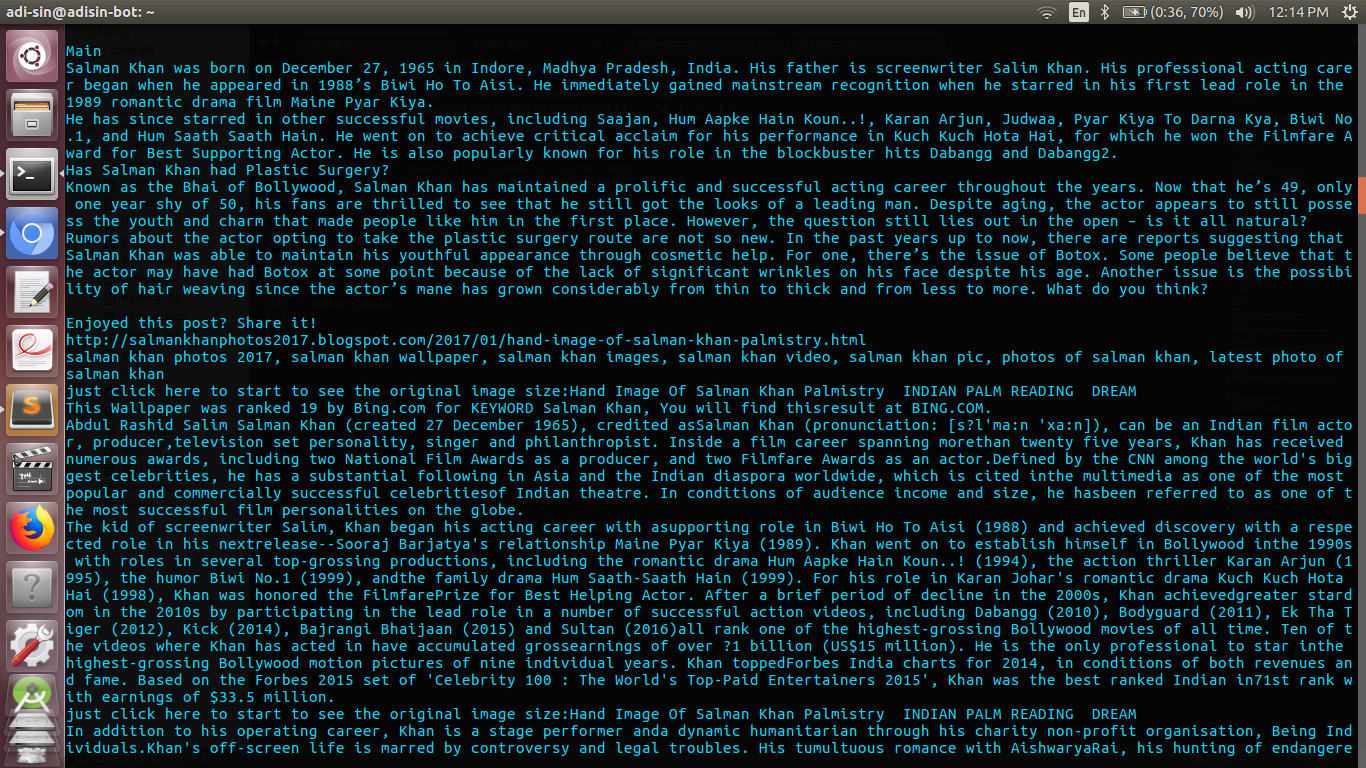 adi-sin@adisin-bot: ~
En
(0:36, 70%)
12:14 PM
Main
Salman Khan was born on December 27, 1965 in Indore, Madhya Pradesh, India. His father is screenwriter Salim Khan. His professional acting caree
r began when he appeared in 1988’s Biwi Ho To Aisi. He immediately gained mainstream recognition when he starred in his first lead role in the
1989 romantic drama film Maine Pyar Kiya.
He has since starred in other successful movies, including Saajan, Hum Aapke Hain Koun..!, Karan Arjun, Judwaa, Pyar Kiya To Darna Kya, Biwi No
.1, and Hum Saath Saath Hain. He went on to achieve critical acclaim for his performance in Kuch Kuch Hota Hai, for which he won the Filmfare A
ward for Best Supporting Actor. He is also popularly known for his role in the blockbuster hits Dabangg and Dabangg2.
Has Salman Khan had Plastic Surgery?
Known as the Bhai of Bollywood, Salman Khan has maintained a prolific and successful acting career throughout the years. Now that he’s 49, only
one year shy of 50, his fans are thrilled to see that he still got the looks of a leading man. Despite aging, the actor appears to still posse
ss the youth and charm that made people like him in the first place. However, the question still lies out in the open – is it all natural?
Rumors about the actor opting to take the plastic surgery route are not so new. In the past years up to now, there are reports suggesting that
Salman Khan was able to maintain his youthful appearance through cosmetic help. For one, there’s the issue of Botox. Some people believe that t
he actor may have had Botox at some point because of the lack of significant wrinkles on his face despite his age. Another issue is the possibi
lity of hair weaving since the actor’s mane has grown considerably from thin to thick and from less to more. What do you think?
Enjoyed this post? Share it!
http://salmankhanphotos2017.blogspot.com/2017/01/hand-image-of-salman-khan-palmistry.html
salman khan photos 2017, salman khan wallpaper, salman khan images, salman khan video, salman khan pic, photos of salman khan, latest photo of
salman khan
just click here to start to see the original image size:Hand Image Of Salman Khan Palmistry  INDIAN PALM READING  DREAM
This Wallpaper was ranked 19 by Bing.com for KEYWORD Salman Khan, You will find thisresult at BING.COM.
Abdul Rashid Salim Salman Khan (created 27 December 1965), credited asSalman Khan (pronunciation: [s?l'ma:n 'xa:n]), can be an Indian film acto
r, producer,television set personality, singer and philanthropist. Inside a film career spanning morethan twenty five years, Khan has received
numerous awards, including two National Film Awards as a producer, and two Filmfare Awards as an actor.Defined by the CNN among the world's big
gest celebrities, he has a substantial following in Asia and the Indian diaspora worldwide, which is cited inthe multimedia as one of the most
popular and commercially successful celebritiesof Indian theatre. In conditions of audience income and size, he hasbeen referred to as one of t
he most successful film personalities on the globe.
The kid of screenwriter Salim, Khan began his acting career with asupporting role in Biwi Ho To Aisi (1988) and achieved discovery with a respe
cted role in his nextrelease--Sooraj Barjatya's relationship Maine Pyar Kiya (1989). Khan went on to establish himself in Bollywood inthe 1990s
with roles in several top-grossing productions, including the romantic drama Hum Aapke Hain Koun..! (1994), the action thriller Karan Arjun (1
995), the humor Biwi No.1 (1999), andthe family drama Hum Saath-Saath Hain (1999). For his role in Karan Johar's romantic drama Kuch Kuch Hota
Hai (1998), Khan was honored the FilmfarePrize for Best Helping Actor. After a brief period of decline in the 2000s, Khan achievedgreater stard
om in the 2010s by participating in the lead role in a number of successful action videos, including Dabangg (2010), Bodyguard (2011), Ek Tha T
iger (2012), Kick (2014), Bajrangi Bhaijaan (2015) and Sultan (2016)all rank one of the highest-grossing Bollywood movies of all time. Ten of t
he videos where Khan has acted in have accumulated grossearnings of over ?1 billion (US$15 million). He is the only professional to star inthe
highest-grossing Bollywood motion pictures of nine individual years. Khan toppedForbes India charts for 2014, in conditions of both revenues an
d fame. Based on the Forbes 2015 set of 'Celebrity 100 : The World's Top-Paid Entertainers 2015', Khan was the best ranked Indian in71st rank w
ith earnings of $33.5 million.
just click here to start to see the original image size:Hand Image Of Salman Khan Palmistry  INDIAN PALM READING  DREAM
In addition to his operating career, Khan is a stage performer anda dynamic humanitarian through his charity non-profit organisation, Being Ind
ividuals.Khan's off-screen life is marred by controversy and legal troubles. His tumultuous romance with AishwaryaRai, his hunting of endangere